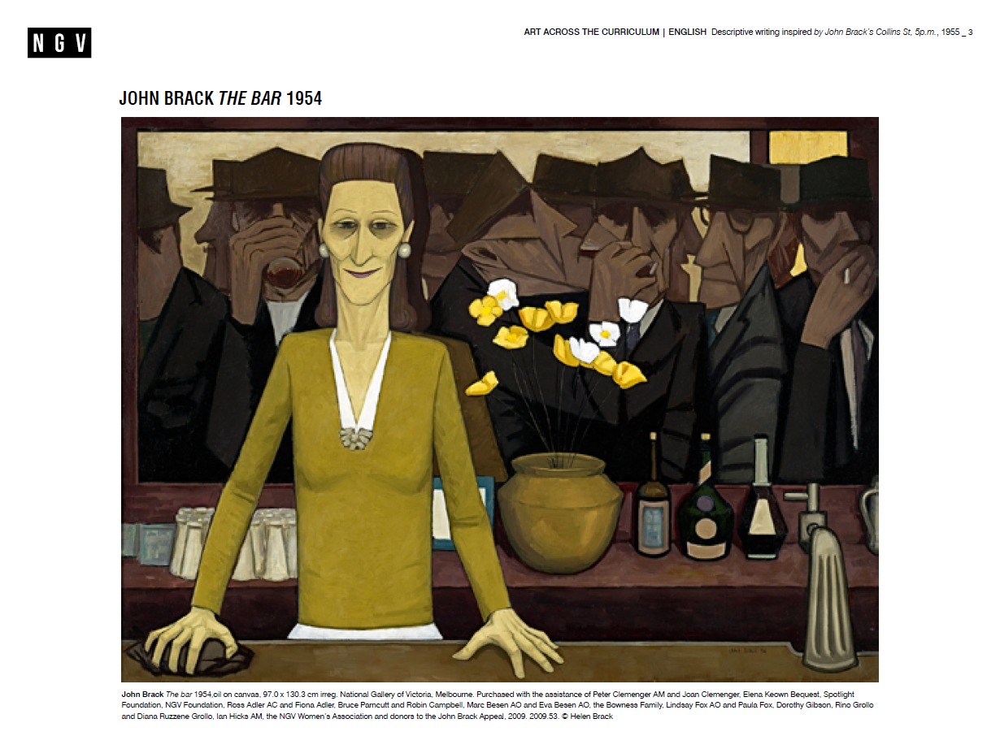 NGV
ART ACROSS THE CURRICULUM | ENGLISH Descriptive writing inspired by John Brack's Collins St, 5p.m., 1955 _ 3
JOHN BRACK THE BAR 1954
John Brack The bar 1954,oil on canvas, 97.0 x 130.3 cm irreg. National Gallery of Victoria, Melbourne. Purchased with the assistance of Peter Clemenger AM and Joan Clemenger, Elena Keown Bequest, Spotlight
Foundation, NGV Foundation, Ross Adler AC and Fiona Adler, Bruce Parncutt and Robin Campbell, Marc Besen AO and Eva Besen AO, the Bowness Family, Lindsay Fox AO and Paula Fox, Dorothy Gibson, Rino Grollo
and Diana Ruzzene Grollo, Ian Hicks AM, the NGV Women's Association and donors to the John Brack Appeal, 2009. 2009.53. © Helen Brack